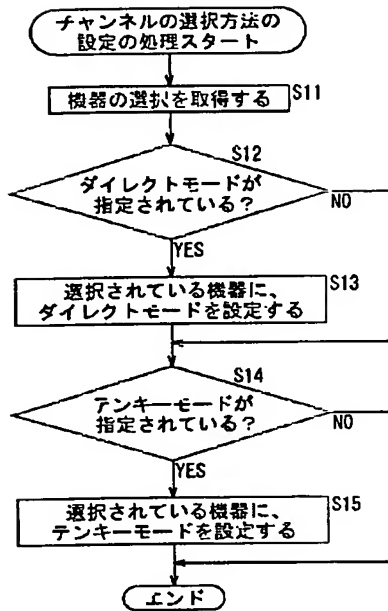 チャンネルの選択方法の
設定の処理スタート
機器の選択を取得する
S11
S12
ダイレクトモードが
指定されている？
NO
YES
S13
選択されている機器に、
ダイレクトモードを設定する
S14
テンキーモードが
指定されている？
NO
YES
S15
選択されている機器に、
テンキーモードを設定する
エンド